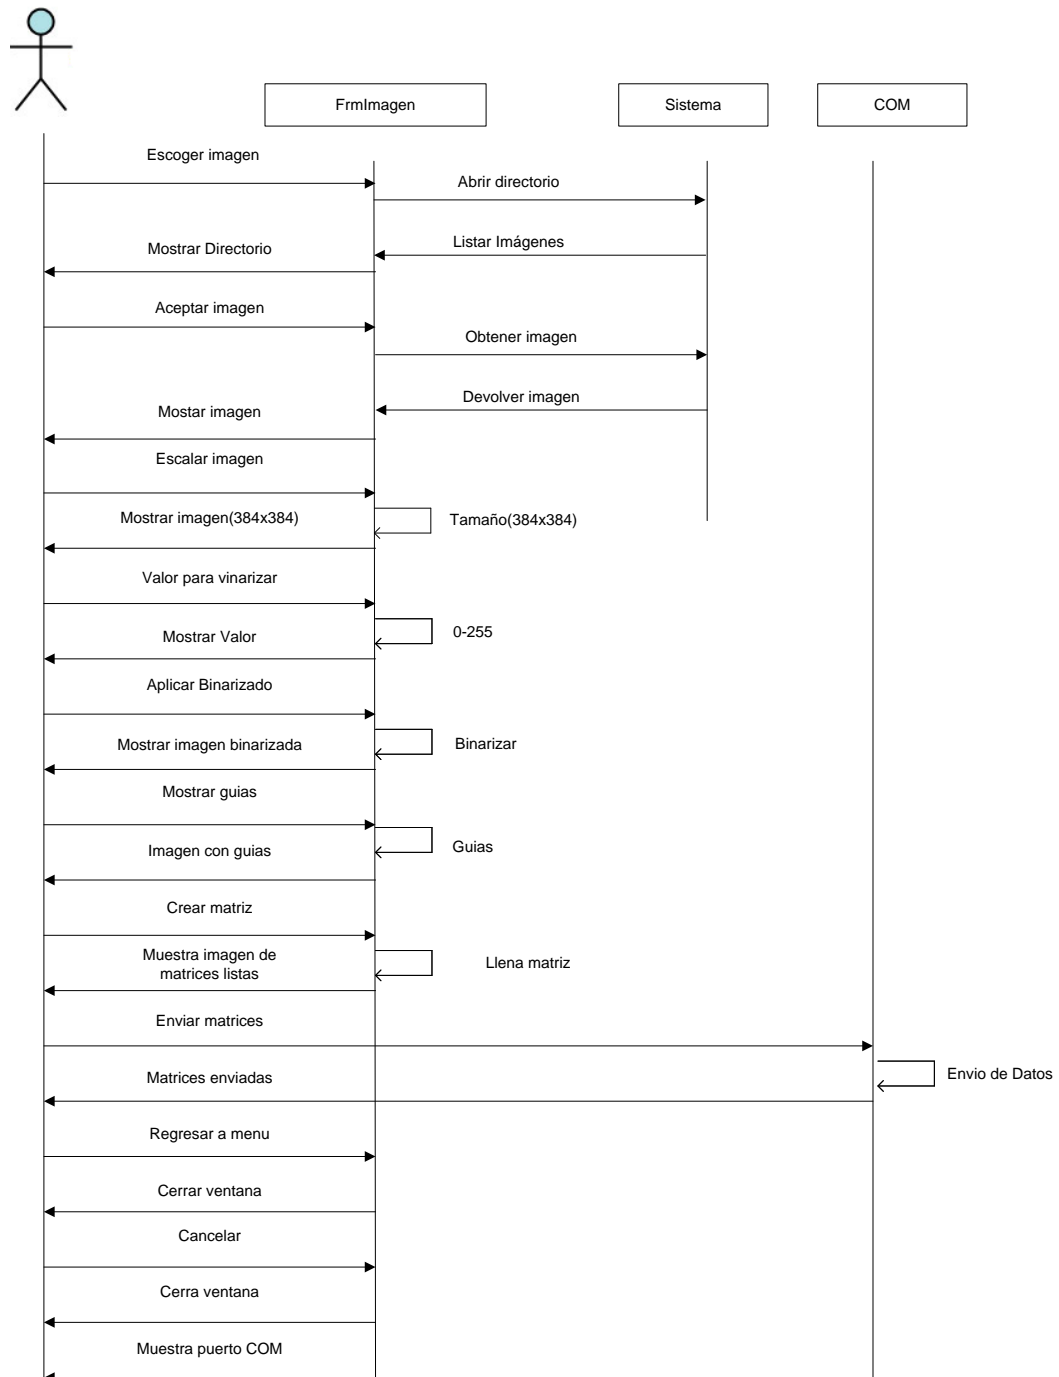 FrmImagen
Sistema
COM
Escoger imagen
Abrir directorio
Listar Imágenes
Mostrar Directorio
Aceptar imagen
Obtener imagen
Devolver imagen
Mostar imagen
Escalar imagen
Mostrar imagen(384x384)
Tamaño(384x384)
Valor para vinarizar
0-255
Mostrar Valor
Aplicar Binarizado
Mostrar imagen binarizada
Binarizar
Mostrar guias
Imagen con guias
Guias
Crear matriz
Muestra imagen de
matrices listas
Llena matriz
Enviar matrices
Matrices enviadas
Envio de Datos
Regresar a menu
Cerrar ventana
Cancelar
Cerra ventana
Muestra puerto COM